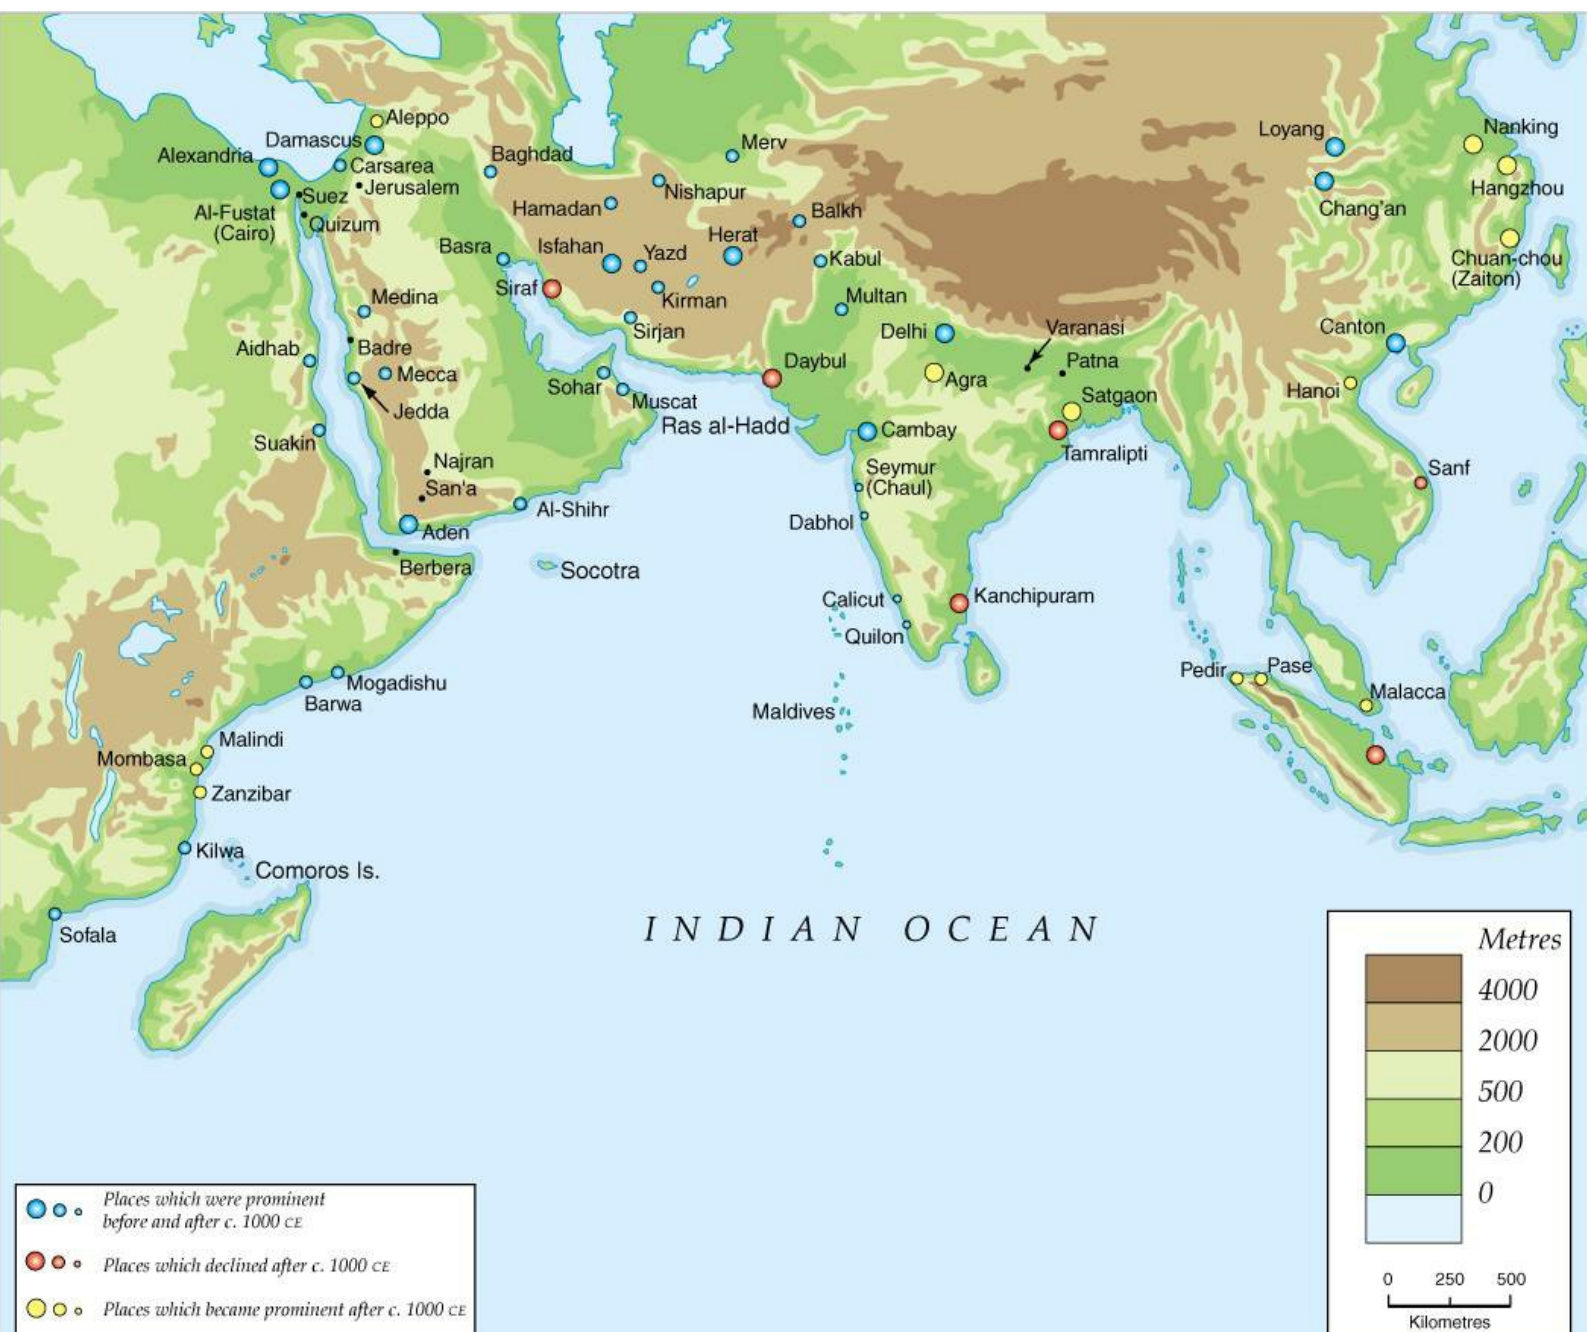 Aleppo
Damascus
Alexandria
Carsarea
Jerusalem
Suez
Al-Fustat
(Cairo)
Quizum
Baghdad
Merv
Nishapur
Hamadan
Balkh
Herat
Basra
Isfahan
Yazd
Kabul
Siraf
Kirman
Sirjan
Multan
Medina
Badre
Aidhab
Mecca
Jedda
Suakin
Sohar
Muscat
Ras al-Hadd
Najran
San'a
Al-Shihr
Aden
Berbera
Socotra
Delhi
Varanasi
Daybul
Patna
Agra
Satgaon
Cambay
Tamralipti
Seymur
(Chaul)
Dabhol
Calicut
Kanchipuram
Quilon
Maldives
Loyang
Nanking
Hangzhou
Chang'an
Chuan-chou
(Zaiton)
Canton
Hanoi
Sanf
Pedir
Pase
Malacca
Mogadishu
Barwa
Malindi
Mombasa
Zanzibar
Kilwa
Comoros Is.
Sofala
INDIAN OCEAN
Metres
4000
2000
500
200
0
0 250 500
Kilometres
Places which were prominent
before and after c. 1000 CE
Places which declined after c. 1000 CE
Places which became prominent after c. 1000 CE